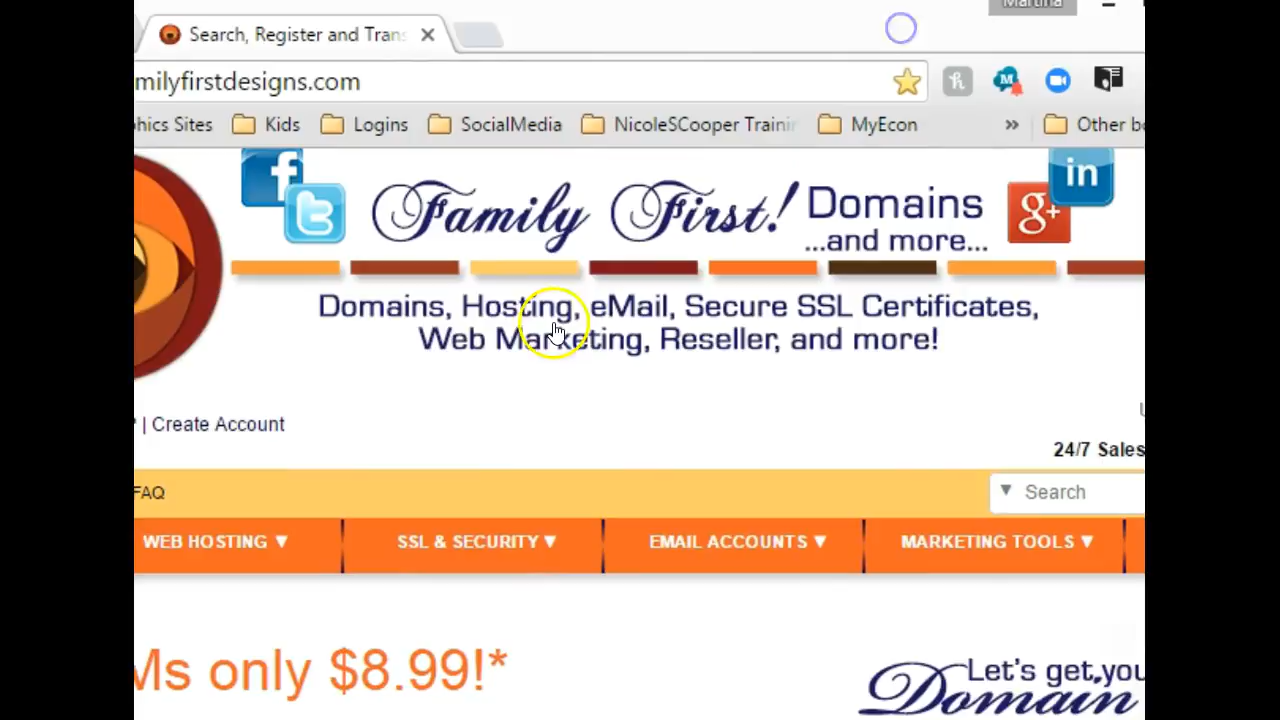 Martina
Search, Register and Trans
milyfirstdesigns.com
hics Sites Kids Logins SocialMedia NicoleSCooper Trainin MyEcon » Other bo
Family First! Domains
...and more...
Domains, Hosting, eMail, Secure SSL Certificates,
Web Marketing, Reseller, and more!
| Create Account
24/7 Sales
FAQ
Search
WEB HOSTING ▼ SSL & SECURITY ▼ EMAIL ACCOUNTS ▼ MARKETING TOOLS ▼
Ms only $8.99!*
Let's get you
Domain